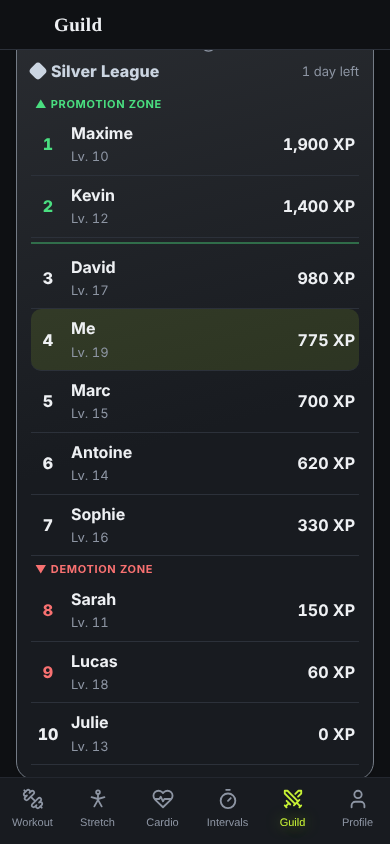 Guild
Silver League
1 day left
▲ PROMOTION ZONE
1
Maxime
Lv. 10
1,900 XP
2
Kevin
Lv. 12
1,400 XP
3
David
Lv. 17
980 XP
4
Me
Lv. 19
775 XP
5
Marc
Lv. 15
700 XP
6
Antoine
Lv. 14
620 XP
7
Sophie
Lv. 16
330 XP
▼ DEMOTION ZONE
8
Sarah
Lv. 11
150 XP
9
Lucas
Lv. 18
60 XP
10
Julie
Lv. 13
0 XP
Workout
Stretch
Cardio
Intervals
Guild
Profile